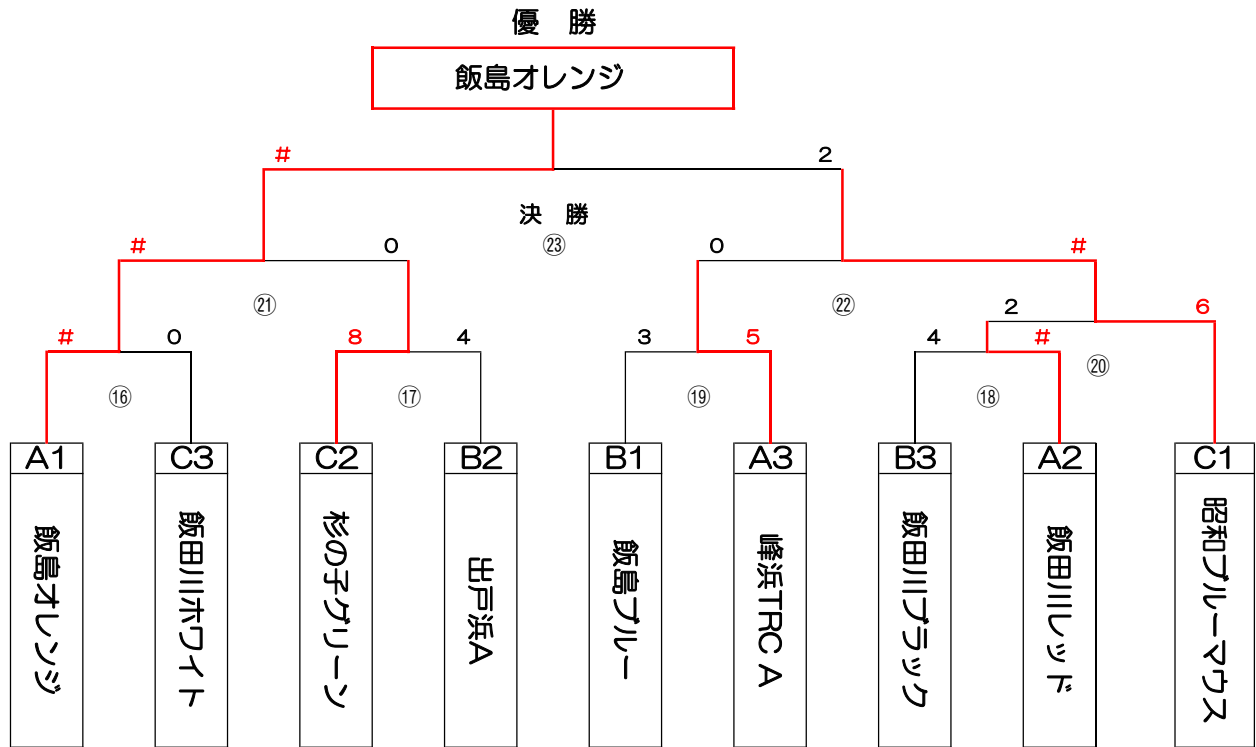 優 勝
飯島オレンジ
# 2
決 勝
# 0 ㉓ 0 #
㉑ ㉒ 2 6
# 0 8 4 3 5 4 #
⑯ ⑰ ⑲ ⑱ ⑳
A1 C3 C2 B2 B1 A3 B3 A2 C1
飯島オレンジ
飯田川ホワイト
杉の子グリーン
出戸浜A
飯島ブルー
峰浜TRC A
飯田川ブラック
飯田川レッド
昭和ブルーマウス